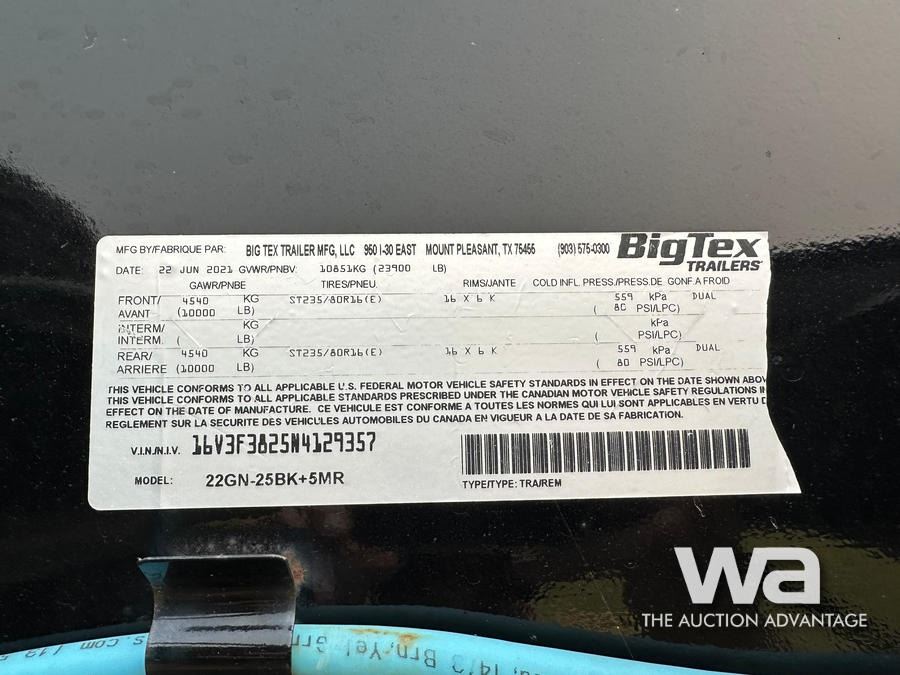 MFG BY/FABRIQUE PAR: BIG TEX TRAILER MFG, LLC 950 I-30 EAST MOUNT PLEASANT, TX 75455 (903) 575-0300 BigTex
TRAILERS
DATE: 22 JUN 2021 GVWR/PNBV: 10851KG (23900 LB)
GAWR/PNBE TIRES/PNEU. RIMS/JANTE COLD INFL. PRESS./PRESS.DE GONF.A FROID
FRONT/ 4540 KG ST235/80R16(E) 16 X 6 K 559 kPa DUAL
AVANT (10000 LB) ( 80 PSI/LPC)
INTERM/ KG kPa
INTERM. ( LB) ( PSI/LPC)
REAR/ 4540 KG ST235/80R16(E) 16 X 6 K 559 kPa DUAL
ARRIERE (10000 LB) ( 80 PSI/LPC)
THIS VEHICLE CONFORMS TO ALL APPLICABLE U.S. FEDERAL MOTOR VEHICLE SAFETY STANDARDS IN EFFECT ON THE DATE SHOWN ABOV
THIS VEHICLE CONFORMS TO ALL APPLICABLE STANDARDS PRESCRIBED UNDER THE CANADIAN MOTOR VEHICLE SAFETY REGULATIONS IN
EFFECT ON THE DATE OF MANUFACTURE. CE VEHICULE EST CONFORME A TOUTES LES NORMES QUI LUI SONT APPLICABLES EN VERTU D
REGLEMENT SUR LA SECURITE DES VEHICULES AUTOMOBILES DU CANADA EN VIGUEUR A LA DATE DE SA FABRICATION.
V.I.N./N.I.V. 16V3F3825N4129357
MODEL: 22GN-25BK+5MR
TYPE/TYPE: TRA/REM
wa
THE AUCTION ADVANTAGE
s.com
14/3 Brn,Yel,Grn